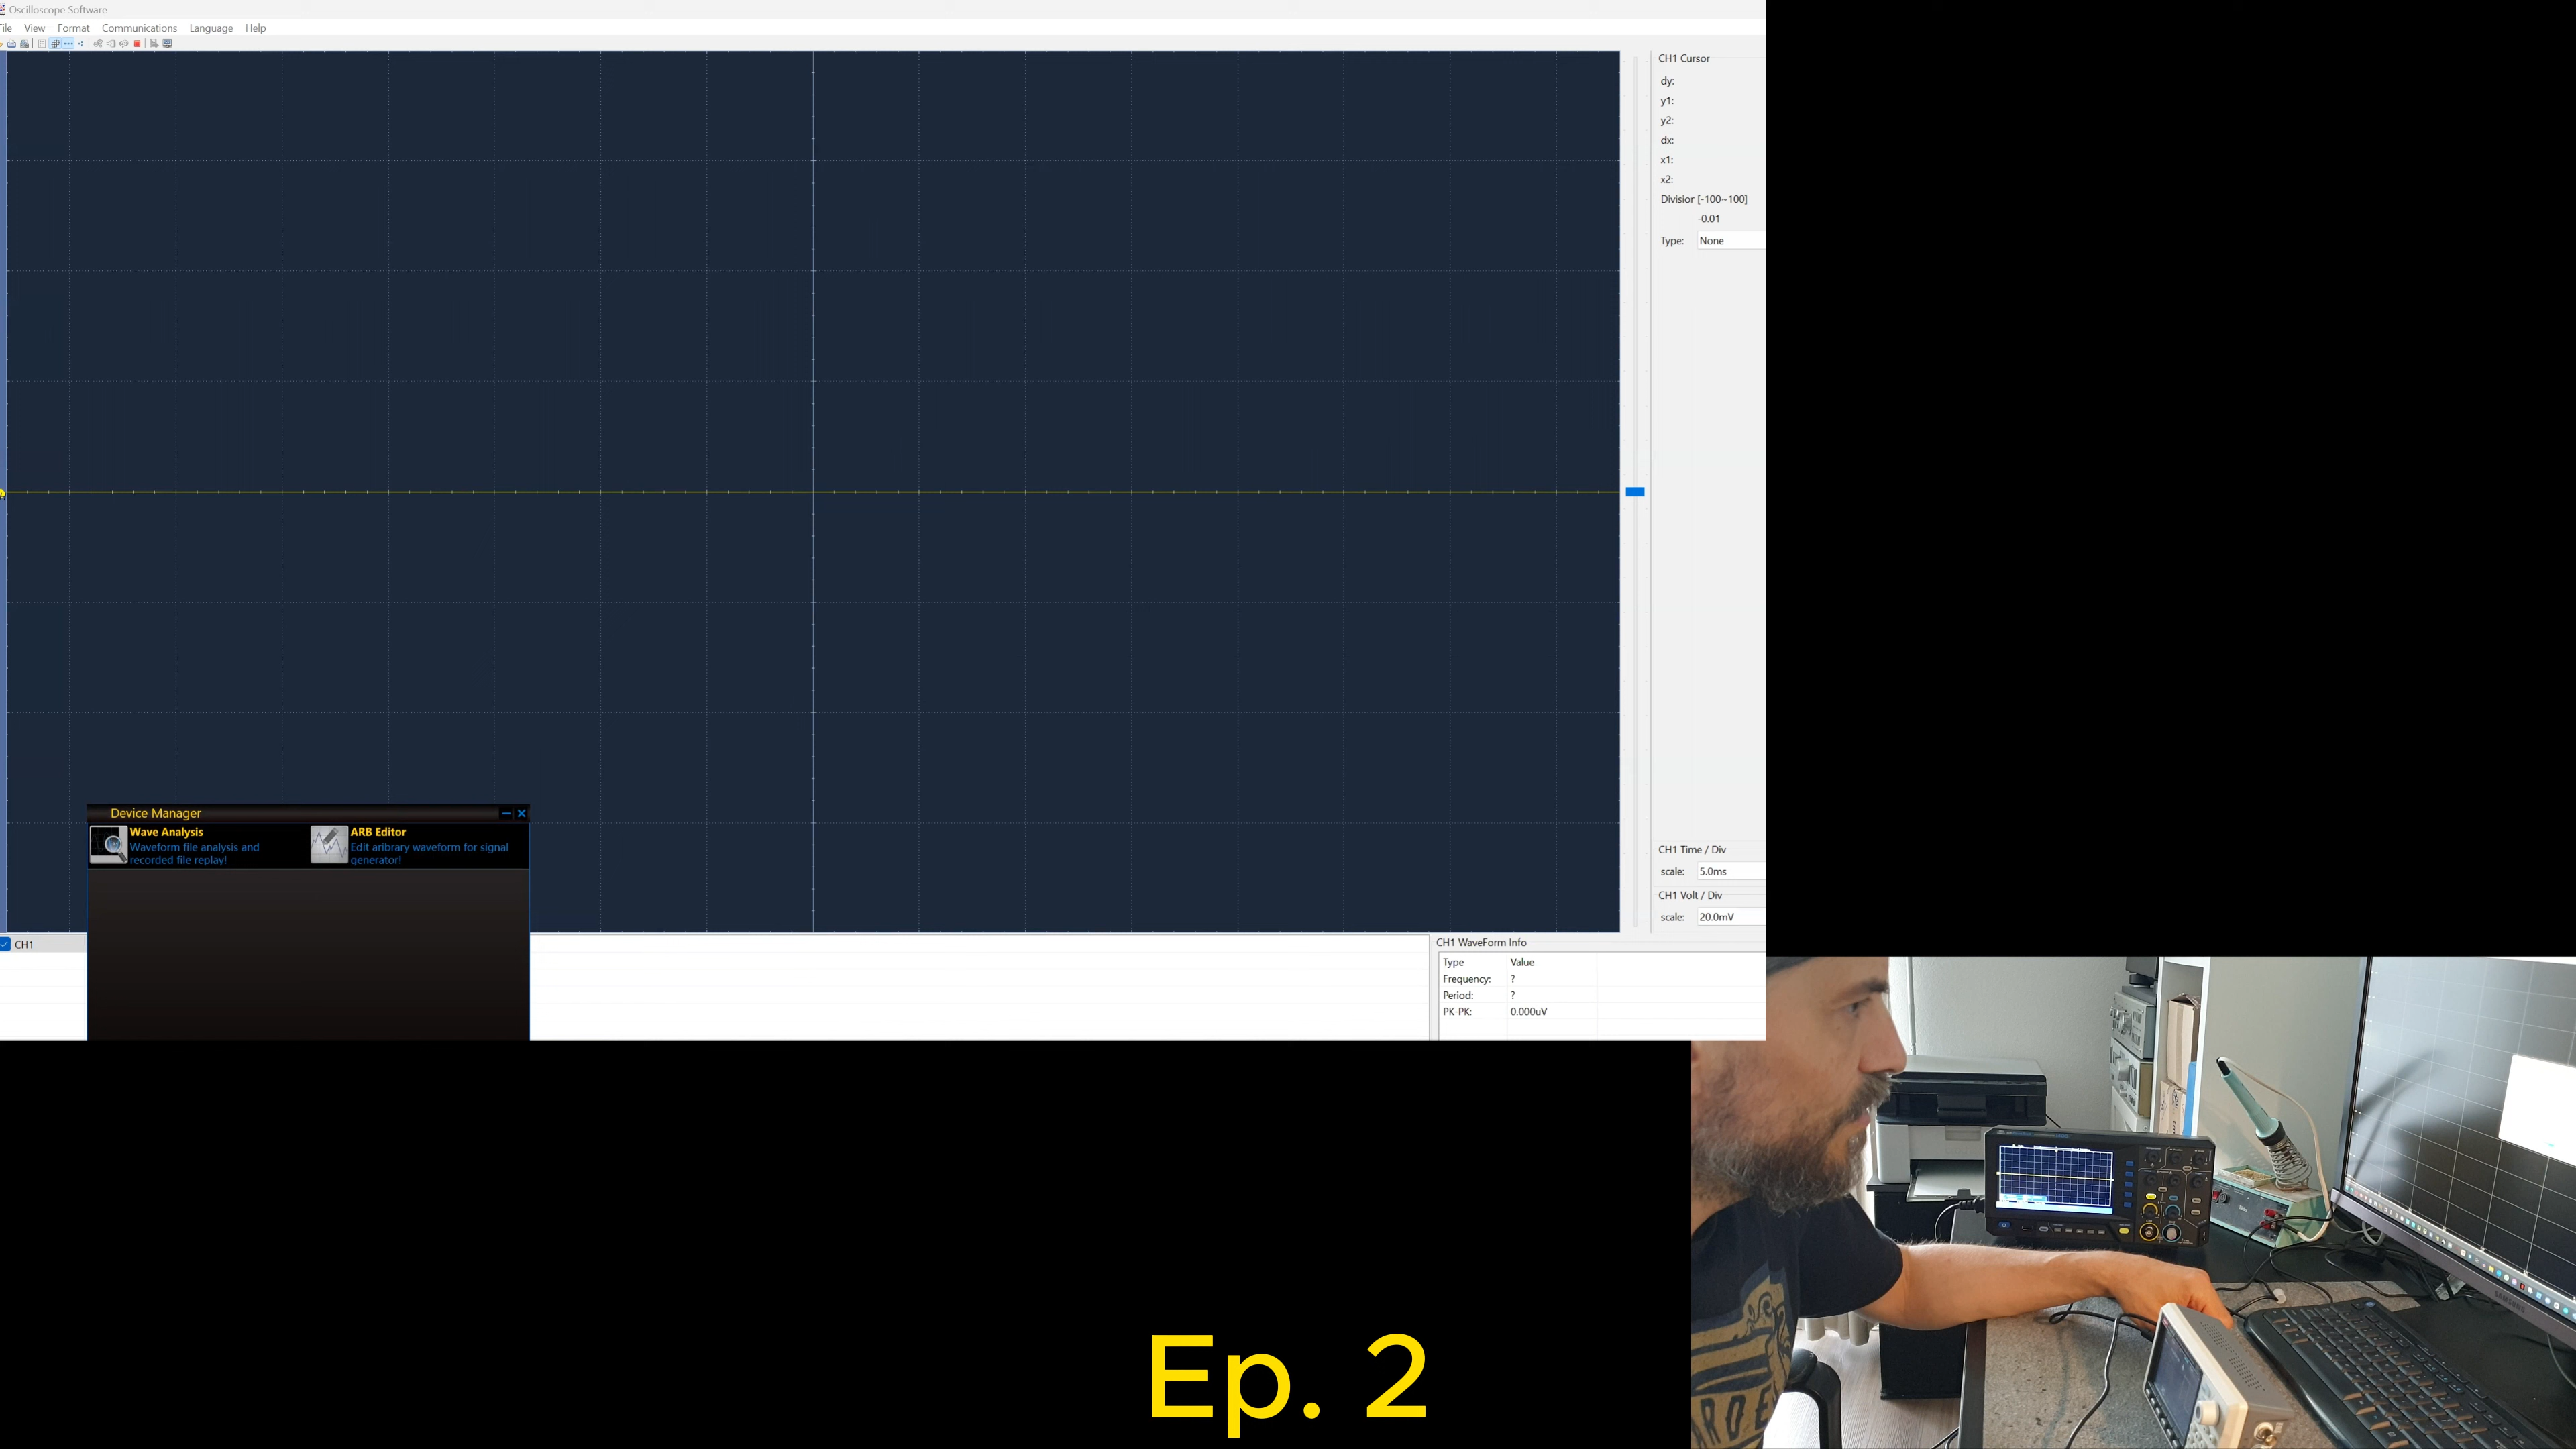 Oscilloscope Software
File View Format Communications Language Help
CH1 Cursor
dy:
y1:
y2:
dx:
x1:
x2:
Divisior [-100~100]
-0.01
Type: None
Device Manager
Wave Analysis
Waveform file analysis and
recorded file replay!
ARB Editor
Edit aribrary waveform for signal
generator!
CH1 Time / Div
scale: 5.0ms
CH1 Volt / Div
scale: 20.0mV
CH1
CH1 WaveForm Info
Type Value
Frequency: ?
Period: ?
PK-PK: 0.000uV
SAMSUNG
Ep. 2